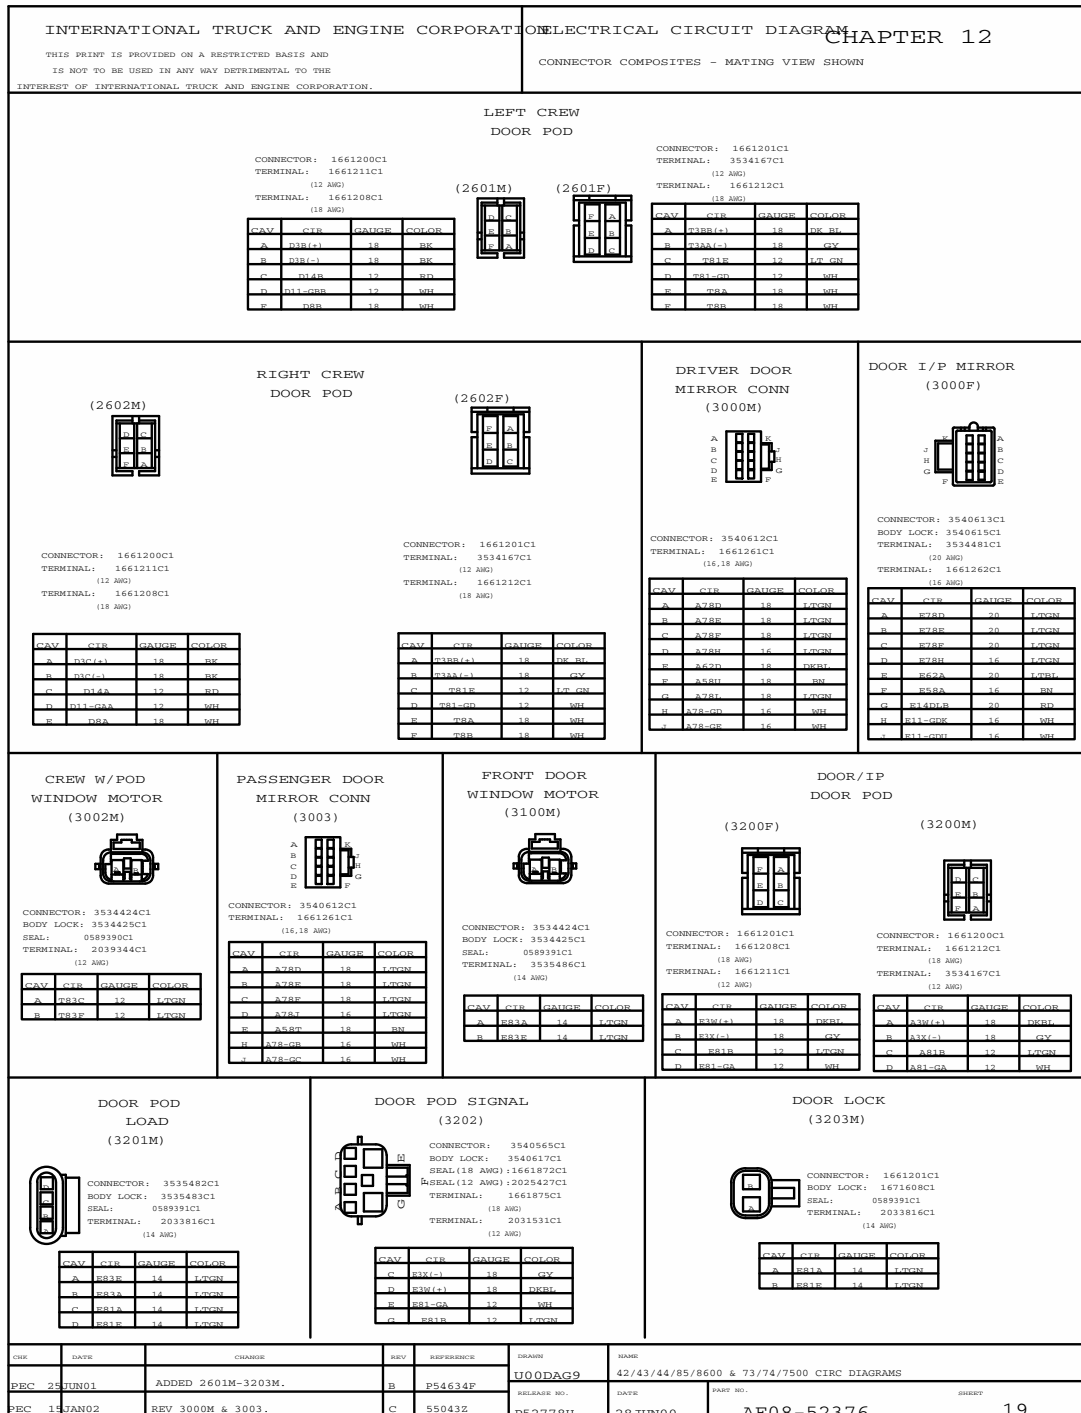 INTERNATIONAL TRUCK AND ENGINE CORPORATION
THIS PRINT IS PROVIDED ON A RESTRICTED BASIS AND
IS NOT TO BE USED IN ANY WAY DETRIMENTAL TO THE
INTEREST OF INTERNATIONAL TRUCK AND ENGINE CORPORATION.
ELECTRICAL CIRCUIT DIAGRAM
CHAPTER 12
CONNECTOR COMPOSITES - MATING VIEW SHOWN
LEFT CREW
DOOR POD
CONNECTOR: 1661200C1
TERMINAL: 1661211C1
(12 AWG)
TERMINAL: 1661208C1
(18 AWG)
(2601M)
D C
E B
F A
CAV CIR GAUGE COLOR
A D3B(+) 18 BK
B D3B(-) 18 BK
C D14B 12 RD
D D11-GBB 12 WH
F D8B 18 WH
(2601F)
F A
E B
D C
CONNECTOR: 1661201C1
TERMINAL: 3534167C1
(12 AWG)
TERMINAL: 1661212C1
(18 AWG)
CAV CIR GAUGE COLOR
A T3BB(+) 18 DK BL
B T3AA(-) 18 GY
C T81E 12 LT GN
D T81-GD 12 WH
E T8A 18 WH
F T8B 18 WH
RIGHT CREW
DOOR POD
(2602M)
D C
E B
F A
CONNECTOR: 1661200C1
TERMINAL: 1661211C1
(12 AWG)
TERMINAL: 1661208C1
(18 AWG)
CAV CIR GAUGE COLOR
A D3C(+) 18 BK
B D3C(-) 18 BK
C D14A 12 RD
D D11-GAA 12 WH
E D8A 18 WH
(2602F)
F A
E B
D C
CONNECTOR: 1661201C1
TERMINAL: 3534167C1
(12 AWG)
TERMINAL: 1661212C1
(18 AWG)
CAV CIR GAUGE COLOR
A T3BB(+) 18 DK BL
B T3AA(-) 18 GY
C T81E 12 LT GN
D T81-GD 12 WH
E T8A 18 WH
F T8B 18 WH
DRIVER DOOR
MIRROR CONN
(3000M)
A K
B J
C H
D G
E F
CONNECTOR: 3540612C1
TERMINAL: 1661261C1
(16,18 AWG)
CAV CIR GAUGE COLOR
A A78D 18 LTGN
B A78E 18 LTGN
C A78F 18 LTGN
D A78H 16 LTGN
E A62D 18 DKBL
F A58U 18 BN
G A78L 18 LTGN
H A78-GD 16 WH
J A78-GE 16 WH
DOOR I/P MIRROR
(3000F)
K A
J B
H C
G D
F E
CONNECTOR: 3540613C1
BODY LOCK: 3540615C1
TERMINAL: 3534481C1
(20 AWG)
TERMINAL: 1661262C1
(16 AWG)
CAV CIR GAUGE COLOR
A E78D 20 LTGN
B E78E 20 LTGN
C E78F 20 LTGN
D E78H 16 LTGN
E E62A 20 LTBL
F E58A 16 BN
G E14DLB 20 RD
H E11-GDK 16 WH
J E11-GDU 16 WH
CREW W/POD
WINDOW MOTOR
(3002M)
A B
CONNECTOR: 3534424C1
BODY LOCK: 3534425C1
SEAL: 0589390C1
TERMINAL: 2039344C1
(12 AWG)
CAV CIR GAUGE COLOR
A T83C 12 LTGN
B T83F 12 LTGN
PASSENGER DOOR
MIRROR CONN
(3003)
A K
B J
C H
D G
E F
CONNECTOR: 3540612C1
TERMINAL: 1661261C1
(16,18 AWG)
CAV CIR GAUGE COLOR
A A78D 18 LTGN
B A78E 18 LTGN
C A78F 18 LTGN
D A78J 16 LTGN
E A58T 18 BN
H A78-GB 16 WH
J A78-GC 16 WH
FRONT DOOR
WINDOW MOTOR
(3100M)
A B
CONNECTOR: 3534424C1
BODY LOCK: 3534425C1
SEAL: 0589391C1
TERMINAL: 3535486C1
(14 AWG)
CAV CIR GAUGE COLOR
A E83A 14 LTGN
B E83E 14 LTGN
DOOR/IP
DOOR POD
(3200F)
F A
E B
D C
CONNECTOR: 1661201C1
TERMINAL: 1661208C1
(18 AWG)
TERMINAL: 1661211C1
(12 AWG)
CAV CIR GAUGE COLOR
A E3W(+) 18 DKBL
B E3X(-) 18 GY
C E81B 12 LTGN
D E81-GA 12 WH
(3200M)
D C
E B
F A
CONNECTOR: 1661200C1
TERMINAL: 1661212C1
(18 AWG)
TERMINAL: 3534167C1
(12 AWG)
CAV CIR GAUGE COLOR
A A3W(+) 18 DKBL
B A3X(-) 18 GY
C A81B 12 LTGN
D A81-GA 12 WH
DOOR POD
LOAD
(3201M)
D
C
B
A
CONNECTOR: 3535482C1
BODY LOCK: 3535483C1
SEAL: 0589391C1
TERMINAL: 2033816C1
(14 AWG)
CAV CIR GAUGE COLOR
A E83E 14 LTGN
B E83A 14 LTGN
C E81A 14 LTGN
D E81E 14 LTGN
DOOR POD SIGNAL
(3202)
A B C D
E
F
G
CONNECTOR: 3540565C1
BODY LOCK: 3540617C1
SEAL(18 AWG):1661872C1
SEAL(12 AWG):2025427C1
TERMINAL: 1661875C1
(18 AWG)
TERMINAL: 2031531C1
(12 AWG)
CAV CIR GAUGE COLOR
C E3X(-) 18 GY
D E3W(+) 18 DKBL
E E81-GA 12 WH
G E81B 12 LTGN
DOOR LOCK
(3203M)
B
A
CONNECTOR: 1661201C1
BODY LOCK: 1671608C1
SEAL: 0589391C1
TERMINAL: 2033816C1
(14 AWG)
CAV CIR GAUGE COLOR
A E81A 14 LTGN
B E81E 14 LTGN
CHK DATE CHANGE REV REFERENCE
PEC 25JUN01 ADDED 2601M-3203M. B P54634F
PEC 15JAN02 REV 3000M & 3003. C 55043Z
DRAWN
U00DAG9
NAME
42/43/44/85/8600 & 73/74/7500 CIRC DIAGRAMS
RELEASE NO. DATE PART NO. SHEET
P52778U 28JUN00 AE08-52376 19